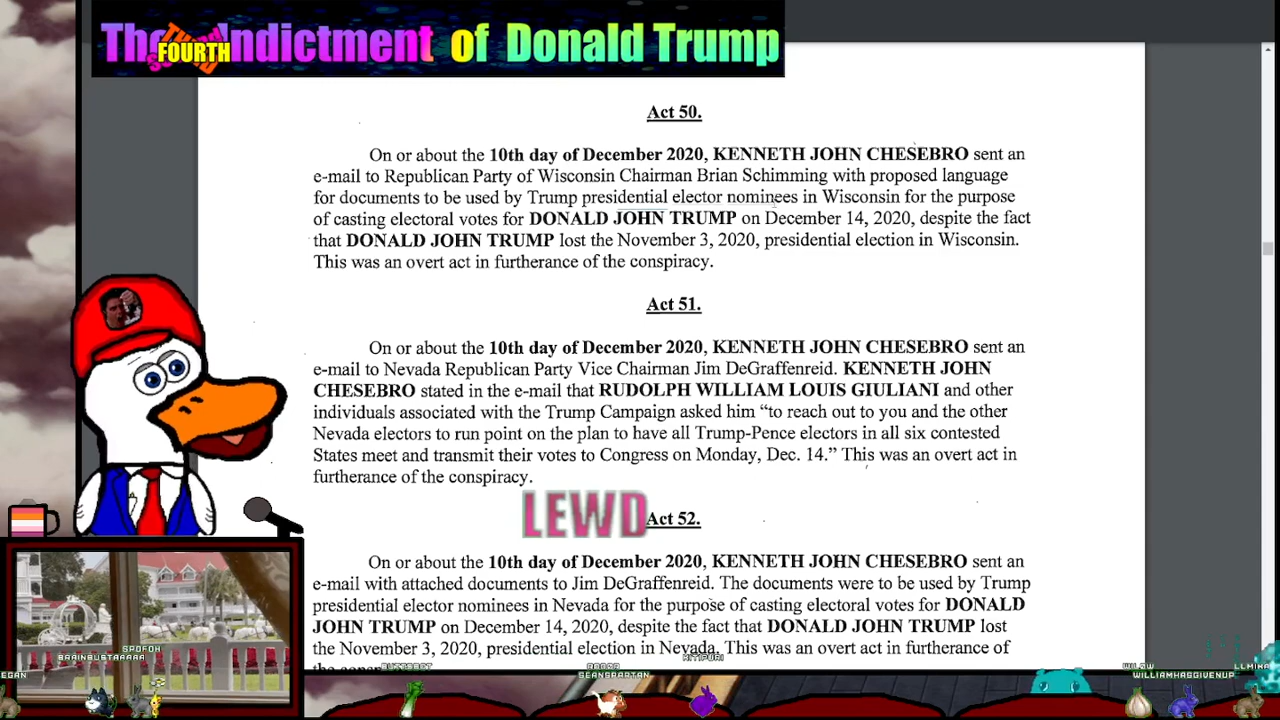 The FOURTH Indictment of Donald Trump
Act 50.
On or about the 10th day of December 2020, KENNETH JOHN CHESEBRO sent an
e-mail to Republican Party of Wisconsin Chairman Brian Schimming with proposed language
for documents to be used by Trump presidential elector nominees in Wisconsin for the purpose
of casting electoral votes for DONALD JOHN TRUMP on December 14, 2020, despite the fact
that DONALD JOHN TRUMP lost the November 3, 2020, presidential election in Wisconsin.
This was an overt act in furtherance of the conspiracy.
Act 51.
On or about the 10th day of December 2020, KENNETH JOHN CHESEBRO sent an
e-mail to Nevada Republican Party Vice Chairman Jim DeGraffenreid. KENNETH JOHN
CHESEBRO stated in the e-mail that RUDOLPH WILLIAM LOUIS GIULIANI and other
individuals associated with the Trump Campaign asked him “to reach out to you and the other
Nevada electors to run point on the plan to have all Trump-Pence electors in all six contested
States meet and transmit their votes to Congress on Monday, Dec. 14.” This was an overt act in
furtherance of the conspiracy.
LEWD
Act 52.
On or about the 10th day of December 2020, KENNETH JOHN CHESEBRO sent an
e-mail with attached documents to Jim DeGraffenreid. The documents were to be used by Trump
presidential elector nominees in Nevada for the purpose of casting electoral votes for DONALD
JOHN TRUMP on December 14, 2020, despite the fact that DONALD JOHN TRUMP lost
the November 3, 2020, presidential election in Nevada. This was an overt act in furtherance of
SPOFOH
BRAINBUSTAAAAA
EGAN
SEANSPARTAN
WILLIAMHASGIVENUP
LLMIRA